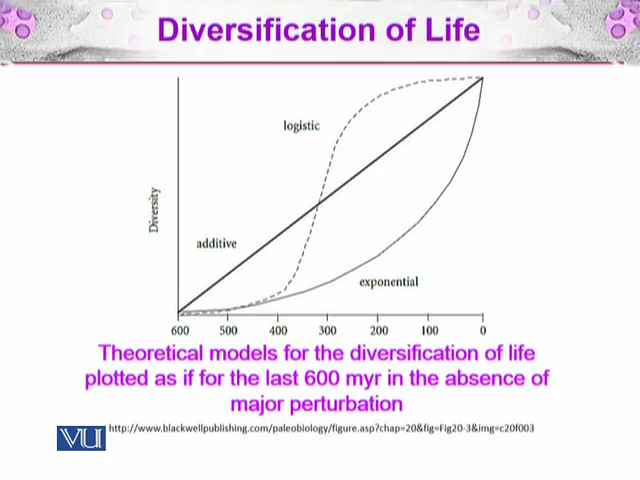 Diversification of Life
logistic
Diversity
additive
exponential
600 500 400 300 200 100 0
Theoretical models for the diversification of life
plotted as if for the last 600 myr in the absence of
major perturbation
VU
http://www.blackwellpublishing.com/paleobiology/figure.asp?chap=20&fig=Fig20-3&img=c20f003